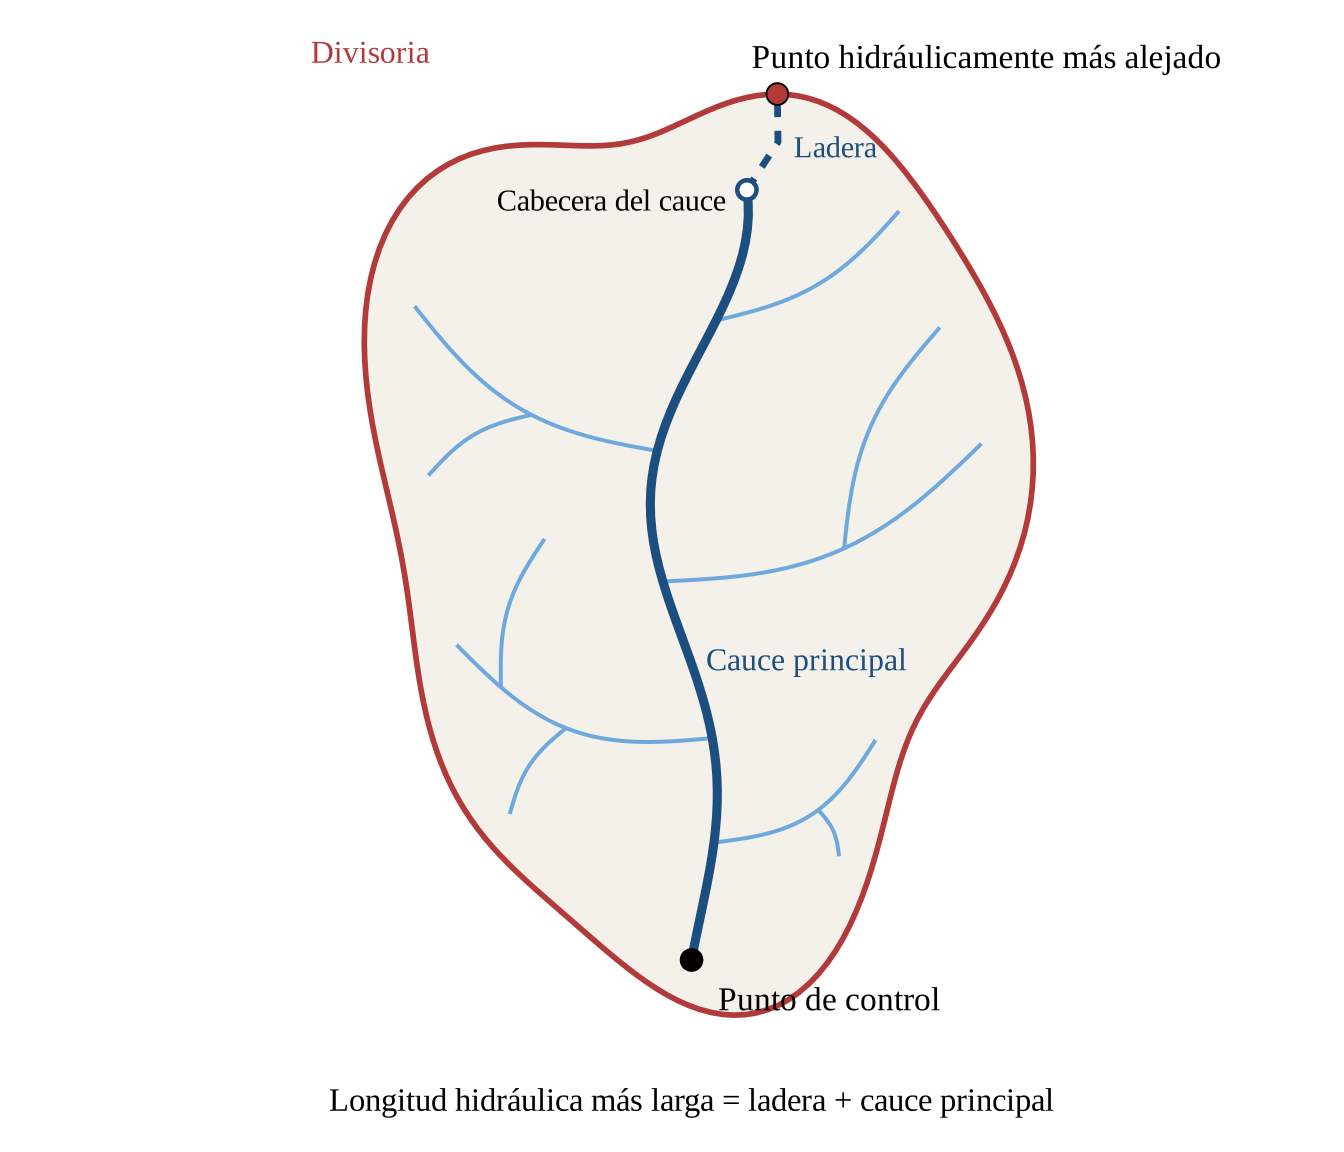 Divisoria
Punto hidráulicamente más alejado
Ladera
Cabecera del cauce
Cauce principal
Punto de control
Longitud hidráulica más larga = ladera + cauce principal